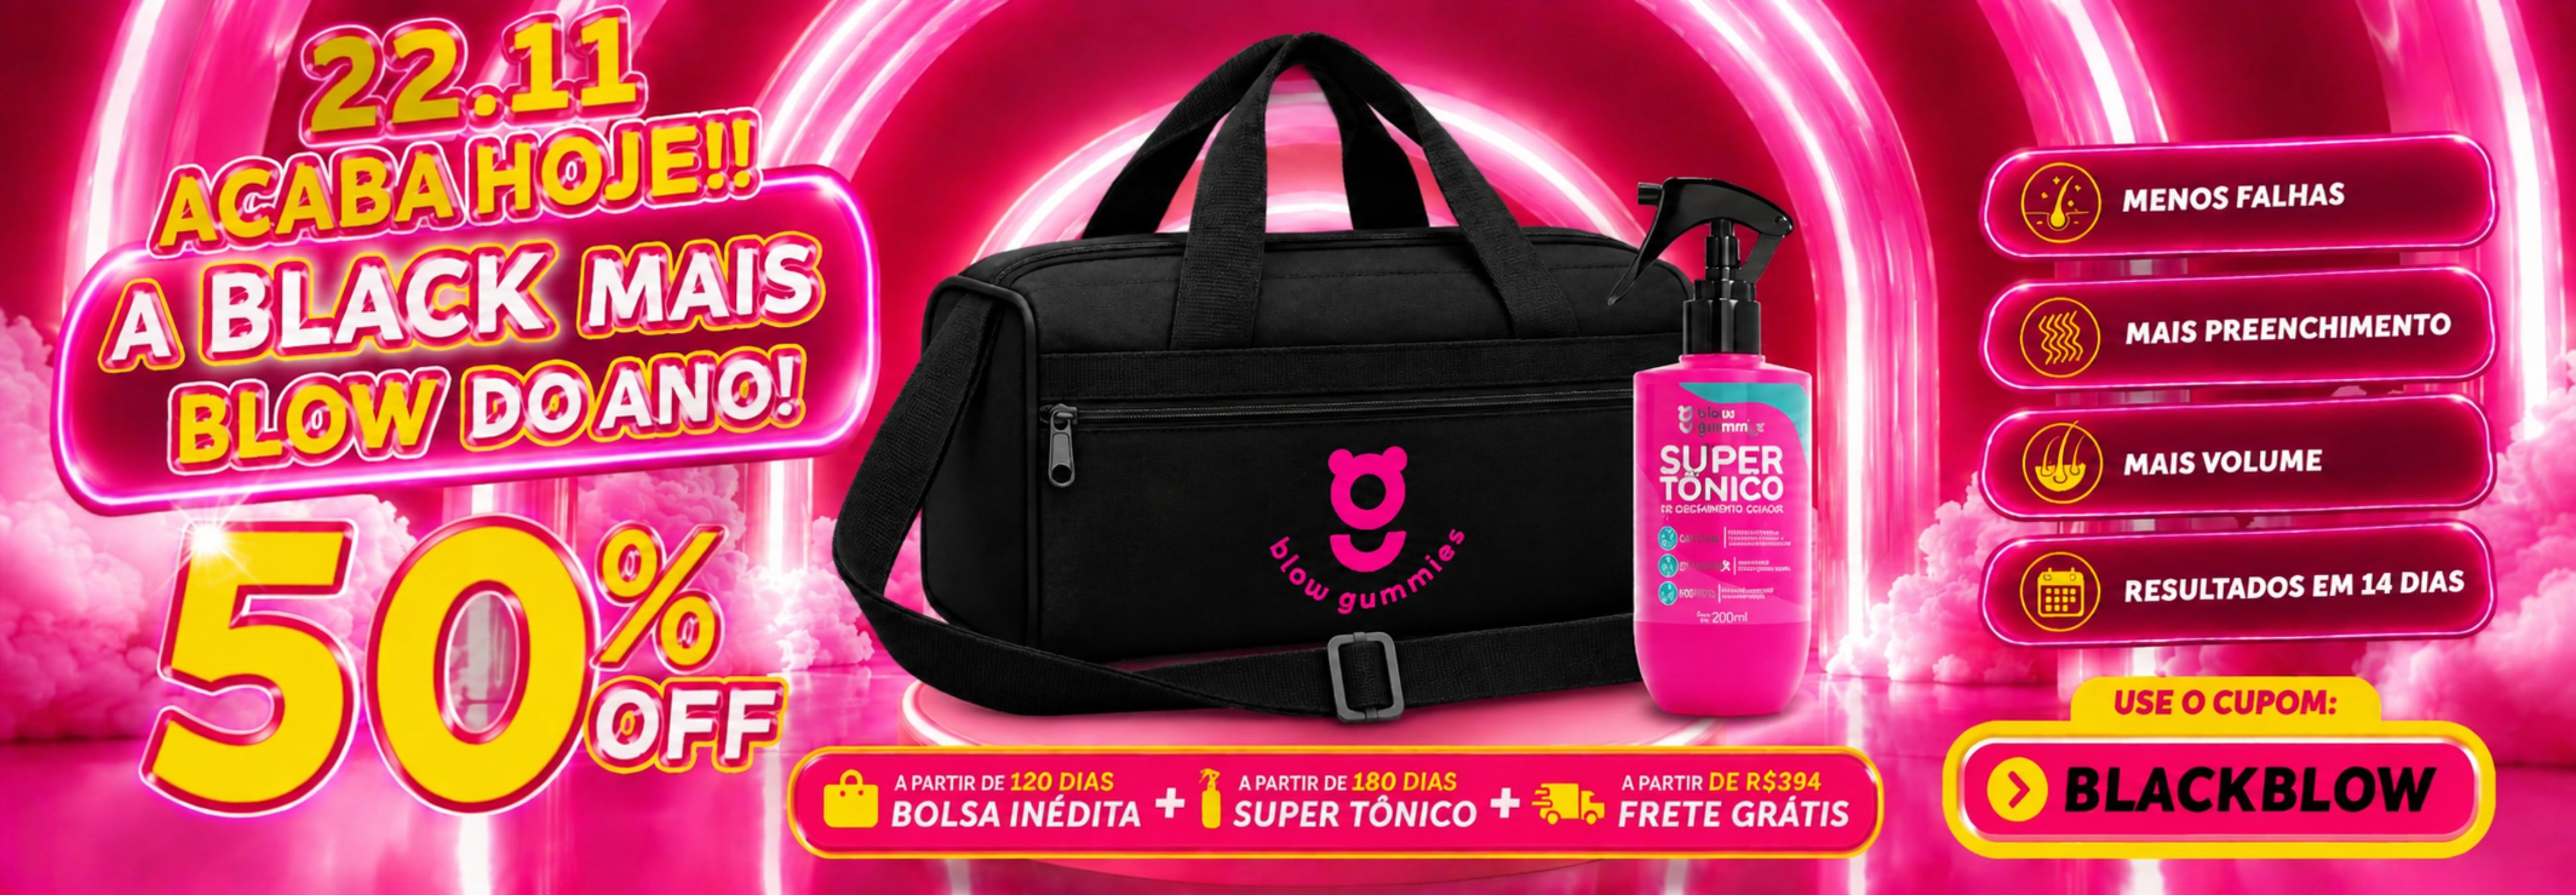 22.11
ACABA HOJE!!
A BLACK MAIS
BLOW DO ANO!
50%
OFF
blow gummies
blow
SUPER
TÔNICO
200ml
MENOS FALHAS
MAIS PREENCHIMENTO
MAIS VOLUME
RESULTADOS EM 14 DIAS
A PARTIR DE 120 DIAS
BOLSA INÉDITA
+
A PARTIR DE 180 DIAS
SUPER TÔNICO
+
A PARTIR DE R$394
FRETE GRÁTIS
USE O CUPOM:
BLACKBLOW